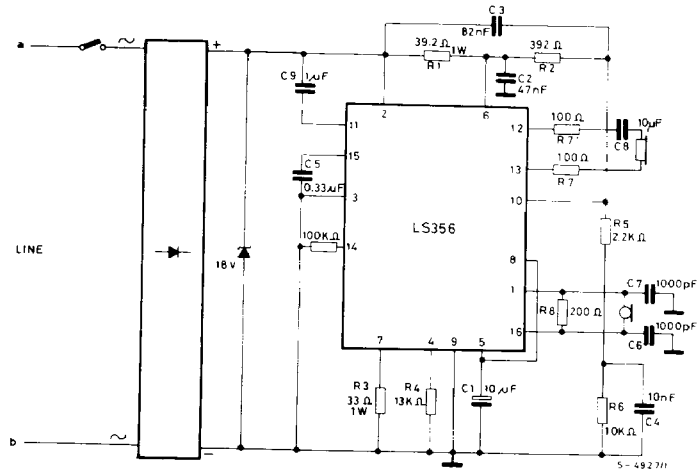 C3
82nF
a
~
+
39.2Ω
1W
R1
392Ω
R2
C2
47nF
C9
1µF
2
6
11
12
100Ω
R7
10µF
C8
15
C5
0.33µF
3
13
100Ω
R7
10
LS356
R5
2.2KΩ
LINE
100KΩ
14
18V
8
1
C7
1000pF
R8
200Ω
16
1000pF
C6
7
4
9
5
R3
33Ω
1W
R4
13KΩ
C1
10µF
10nF
C4
R6
10KΩ
b
~
-
S-4927/1